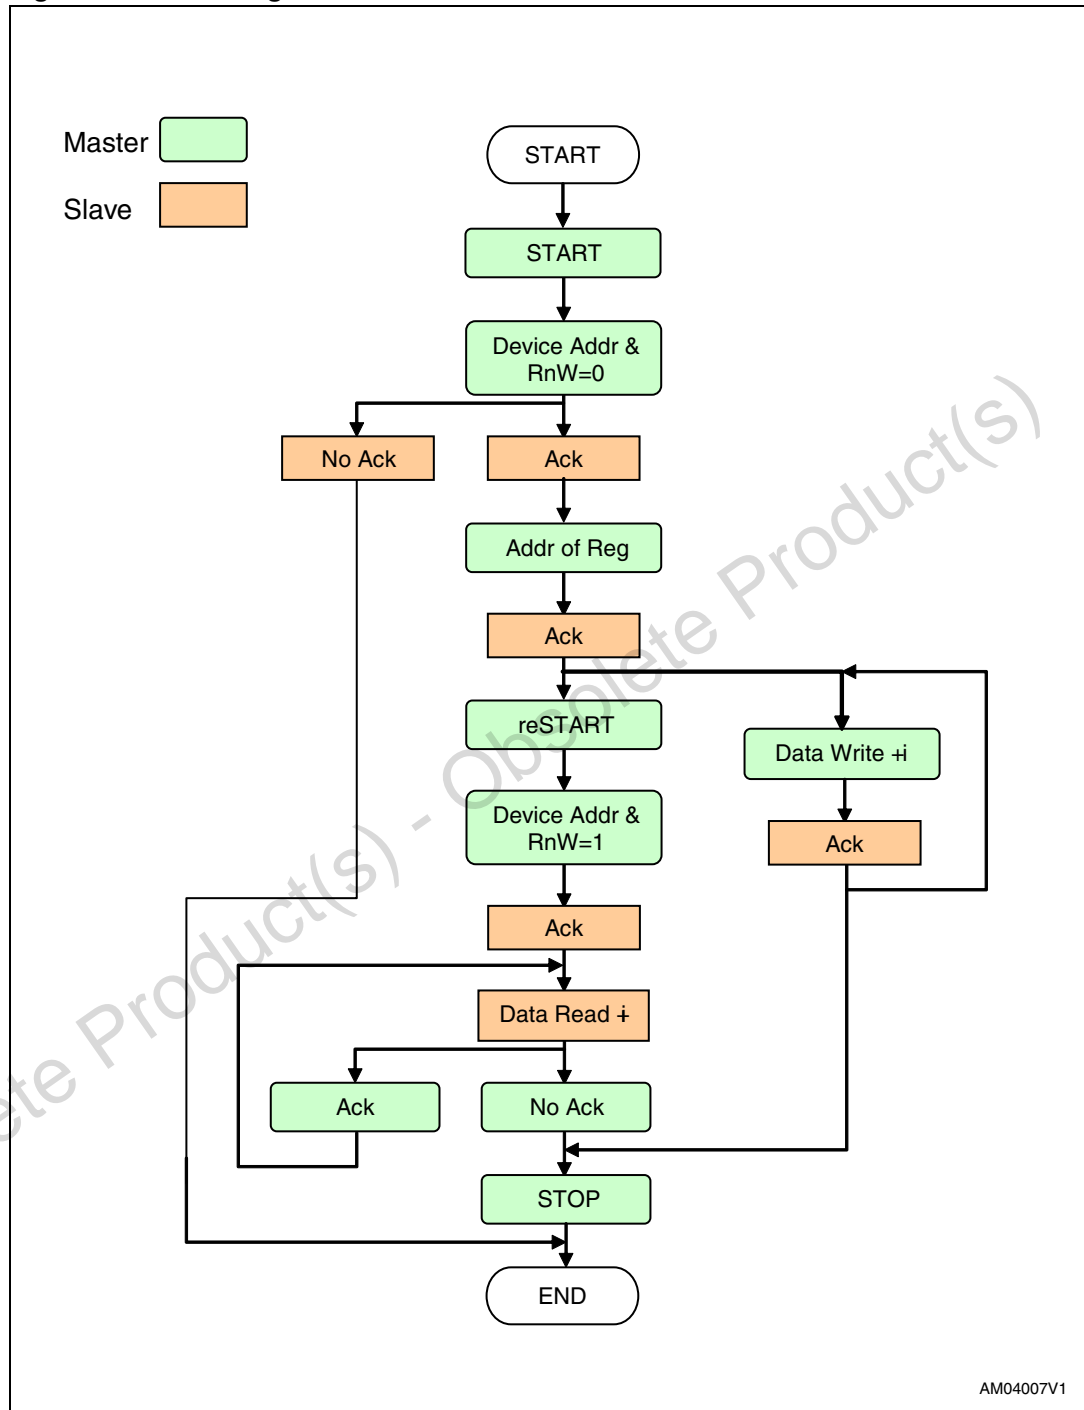 Master
Slave
START
START
Device Addr &
RnW=0
No Ack
Ack
Addr of Reg
Ack
reSTART
Data Write +i
Device Addr &
RnW=1
Ack
Ack
Data Read +i
Ack
No Ack
STOP
END
AM04007V1
Obsolete Product(s) - Obsolete Product(s)